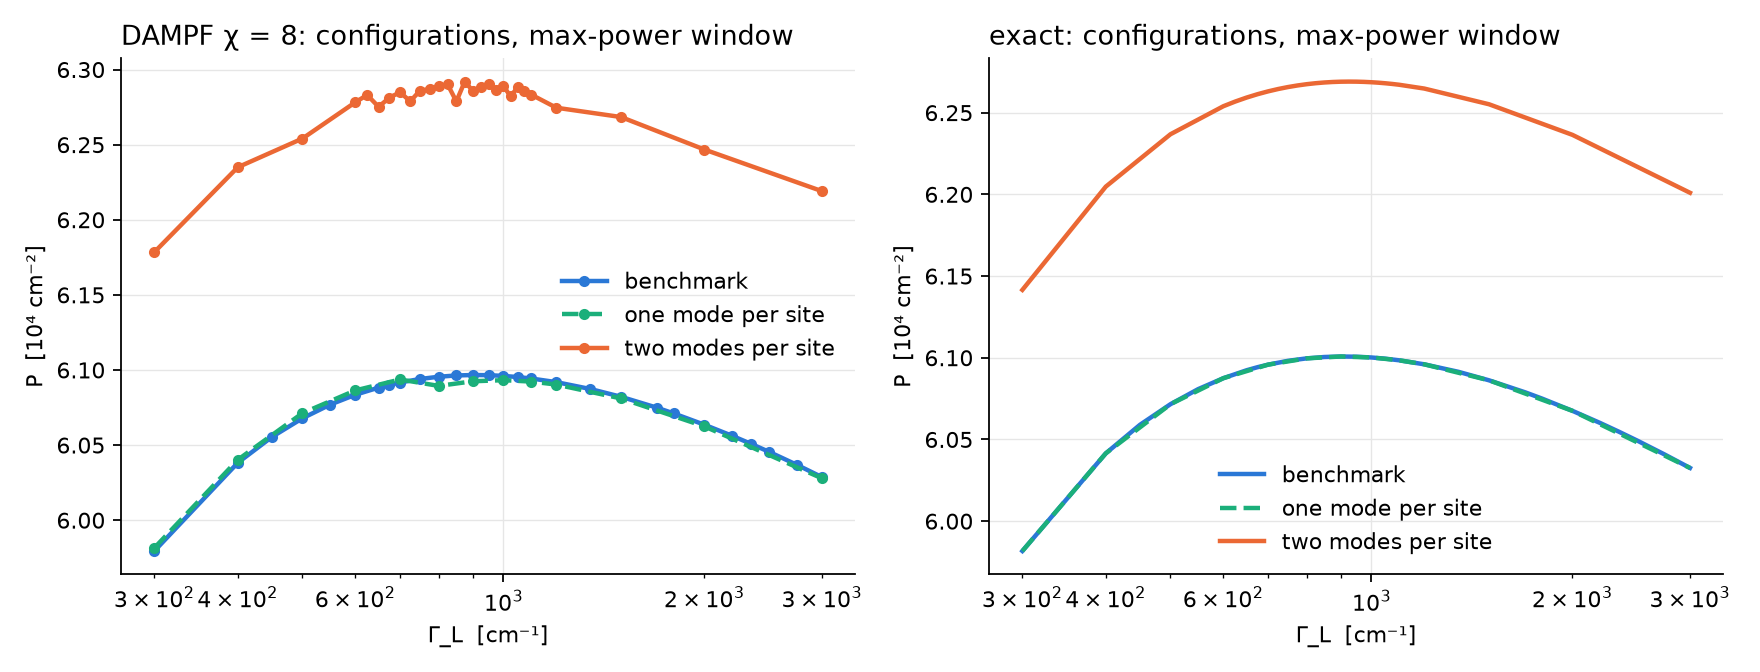 DAMPF χ = 8: configurations, max-power window
P [10⁴ cm⁻²]
6.30
6.25
6.20
6.15
6.10
6.05
6.00
benchmark
one mode per site
two modes per site
3 × 10² 4 × 10² 6 × 10² 10³ 2 × 10³ 3 × 10³
Γ_L [cm⁻¹]
exact: configurations, max-power window
P [10⁴ cm⁻²]
6.25
6.20
6.15
6.10
6.05
6.00
benchmark
one mode per site
two modes per site
3 × 10² 4 × 10² 6 × 10² 10³ 2 × 10³ 3 × 10³
Γ_L [cm⁻¹]